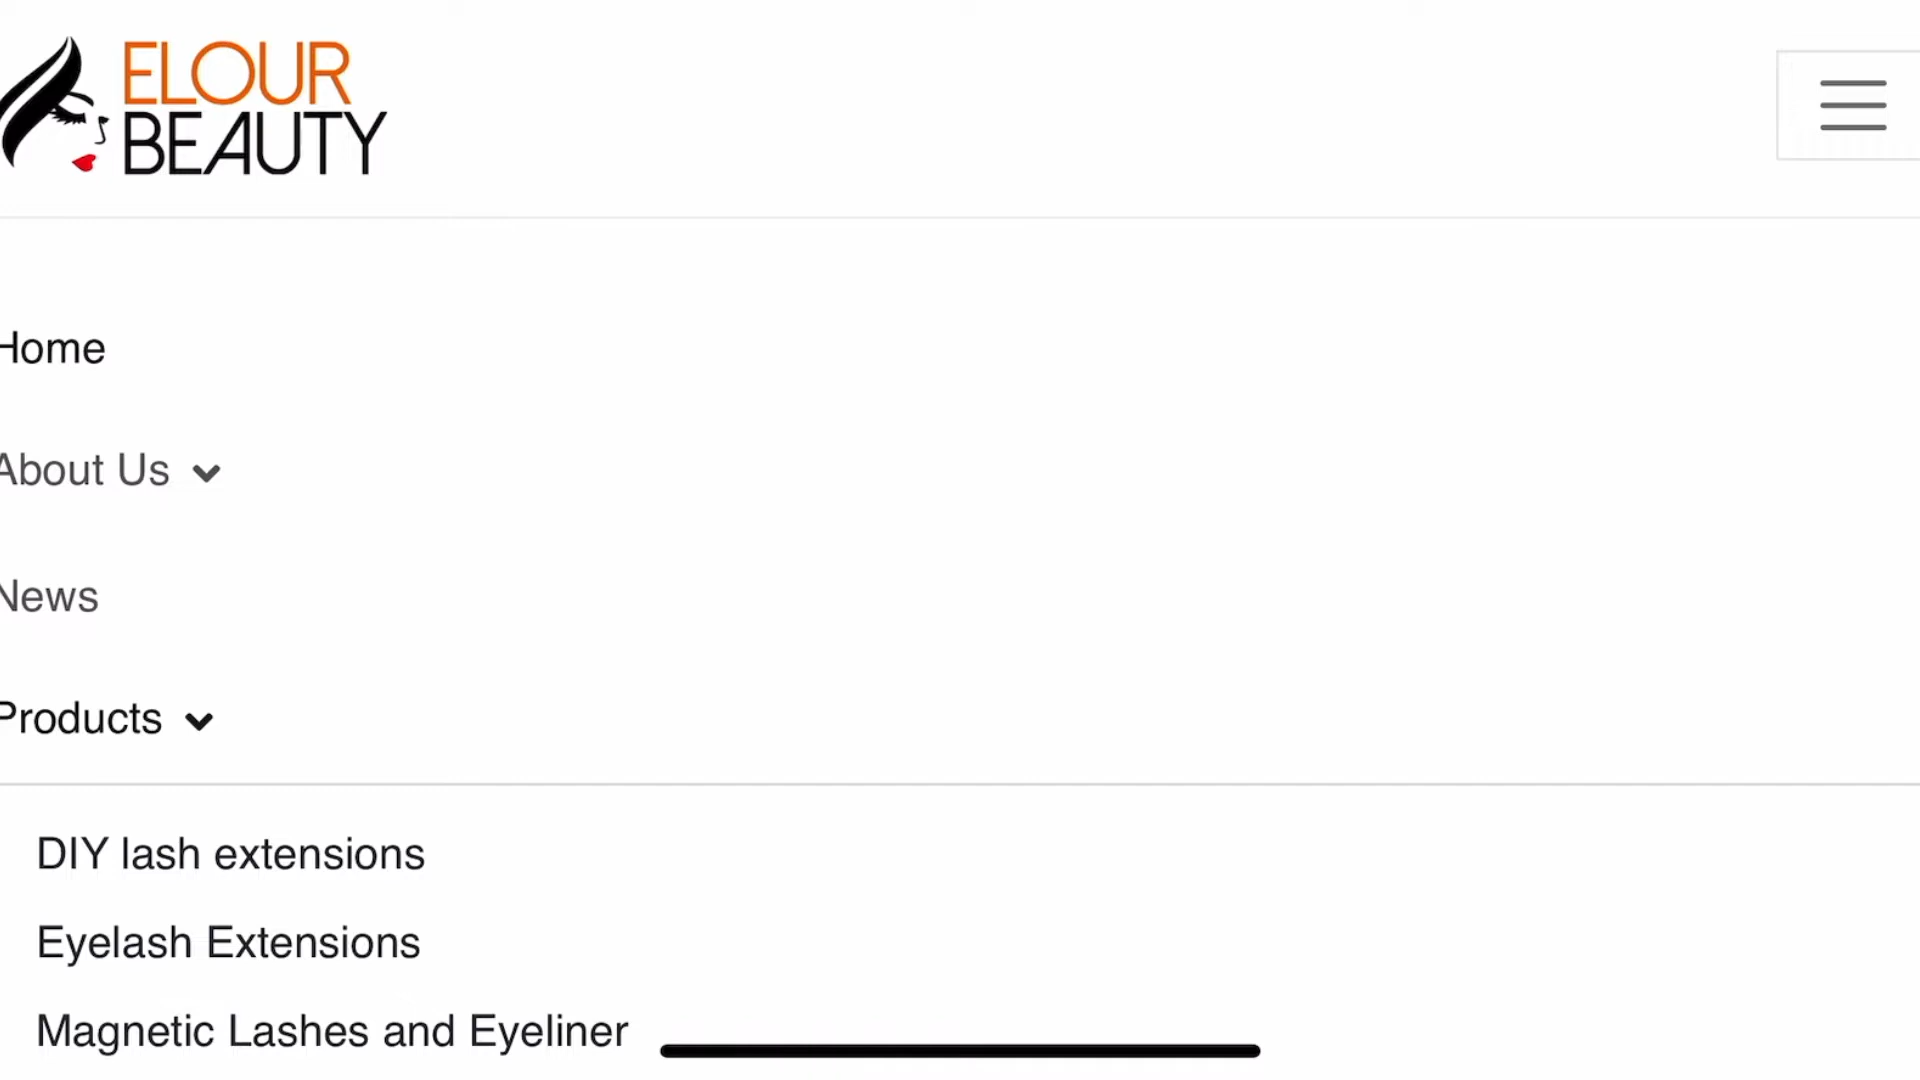 ELOUR
BEAUTY
Home
About Us
News
Products
DIY lash extensions
Eyelash Extensions
Magnetic Lashes and Eyeliner